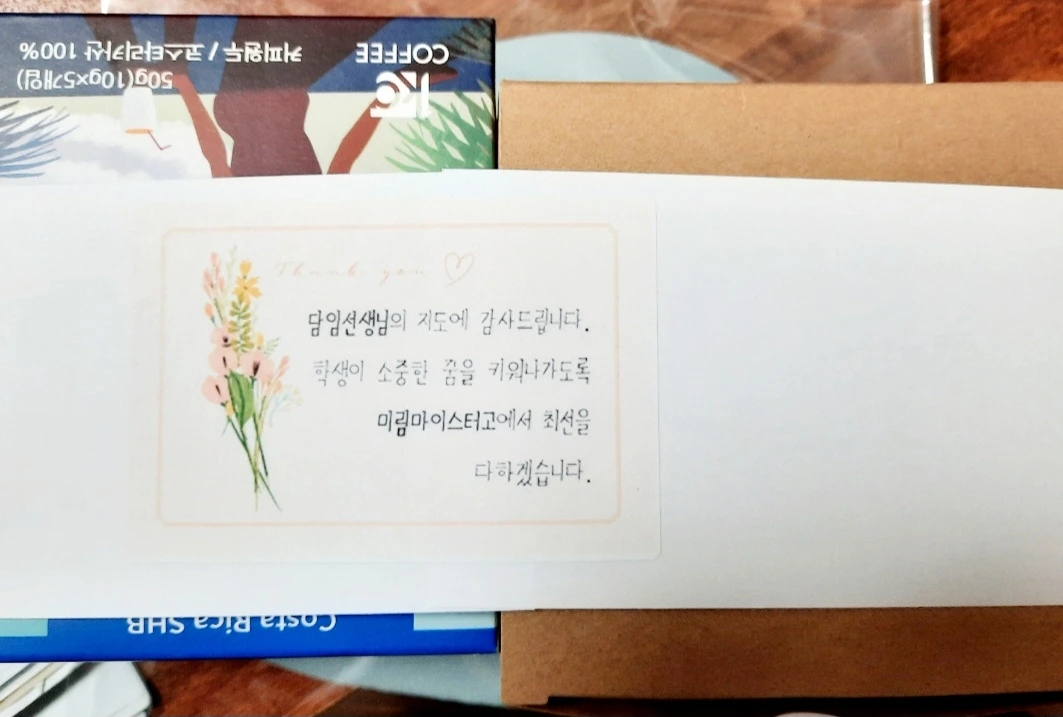 커피원두 / 코스타리카산 100%
50g(10g×5개입)
COFFEE
Thank you
담임선생님의 지도에 감사드립니다.
학생이 소중한 꿈을 키워나가도록
미림마이스터고에서 최선을
다하겠습니다.
Costa Rica SHB